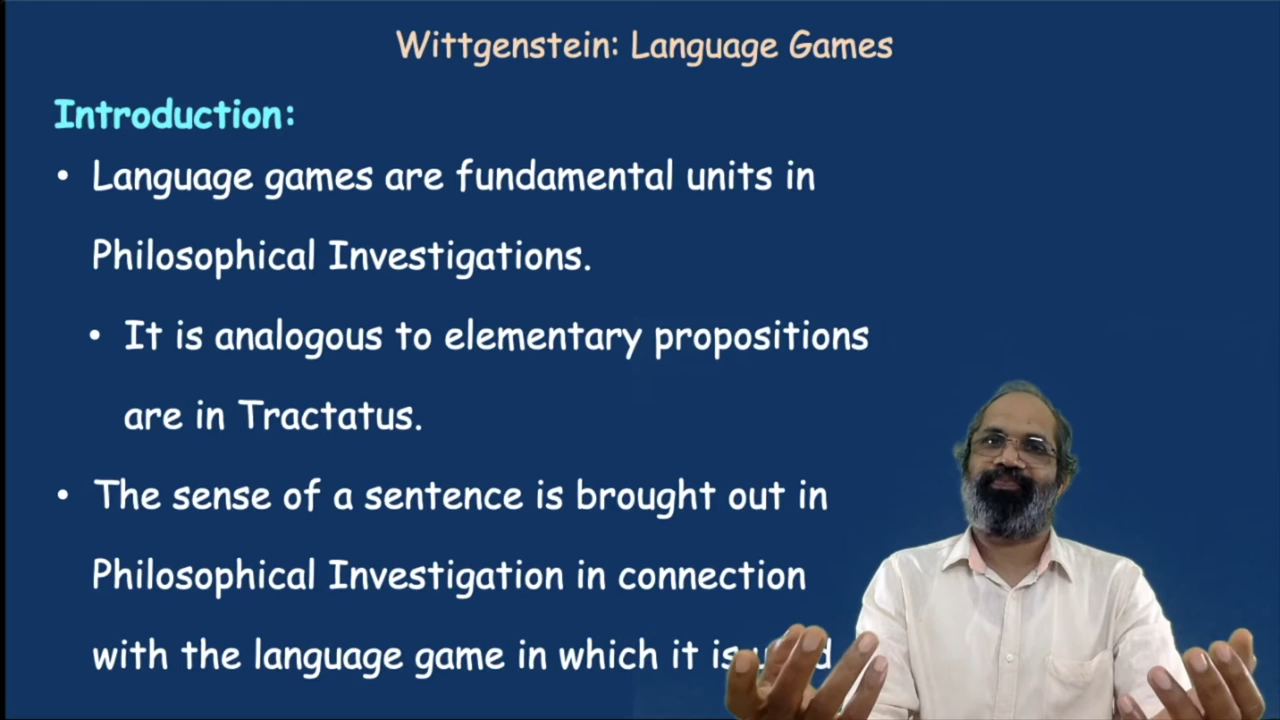 Wittgenstein: Language Games
Introduction:
• Language games are fundamental units in
Philosophical Investigations.
• It is analogous to elementary propositions
are in Tractatus.
• The sense of a sentence is brought out in
Philosophical Investigation in connection
with the language game in which it is